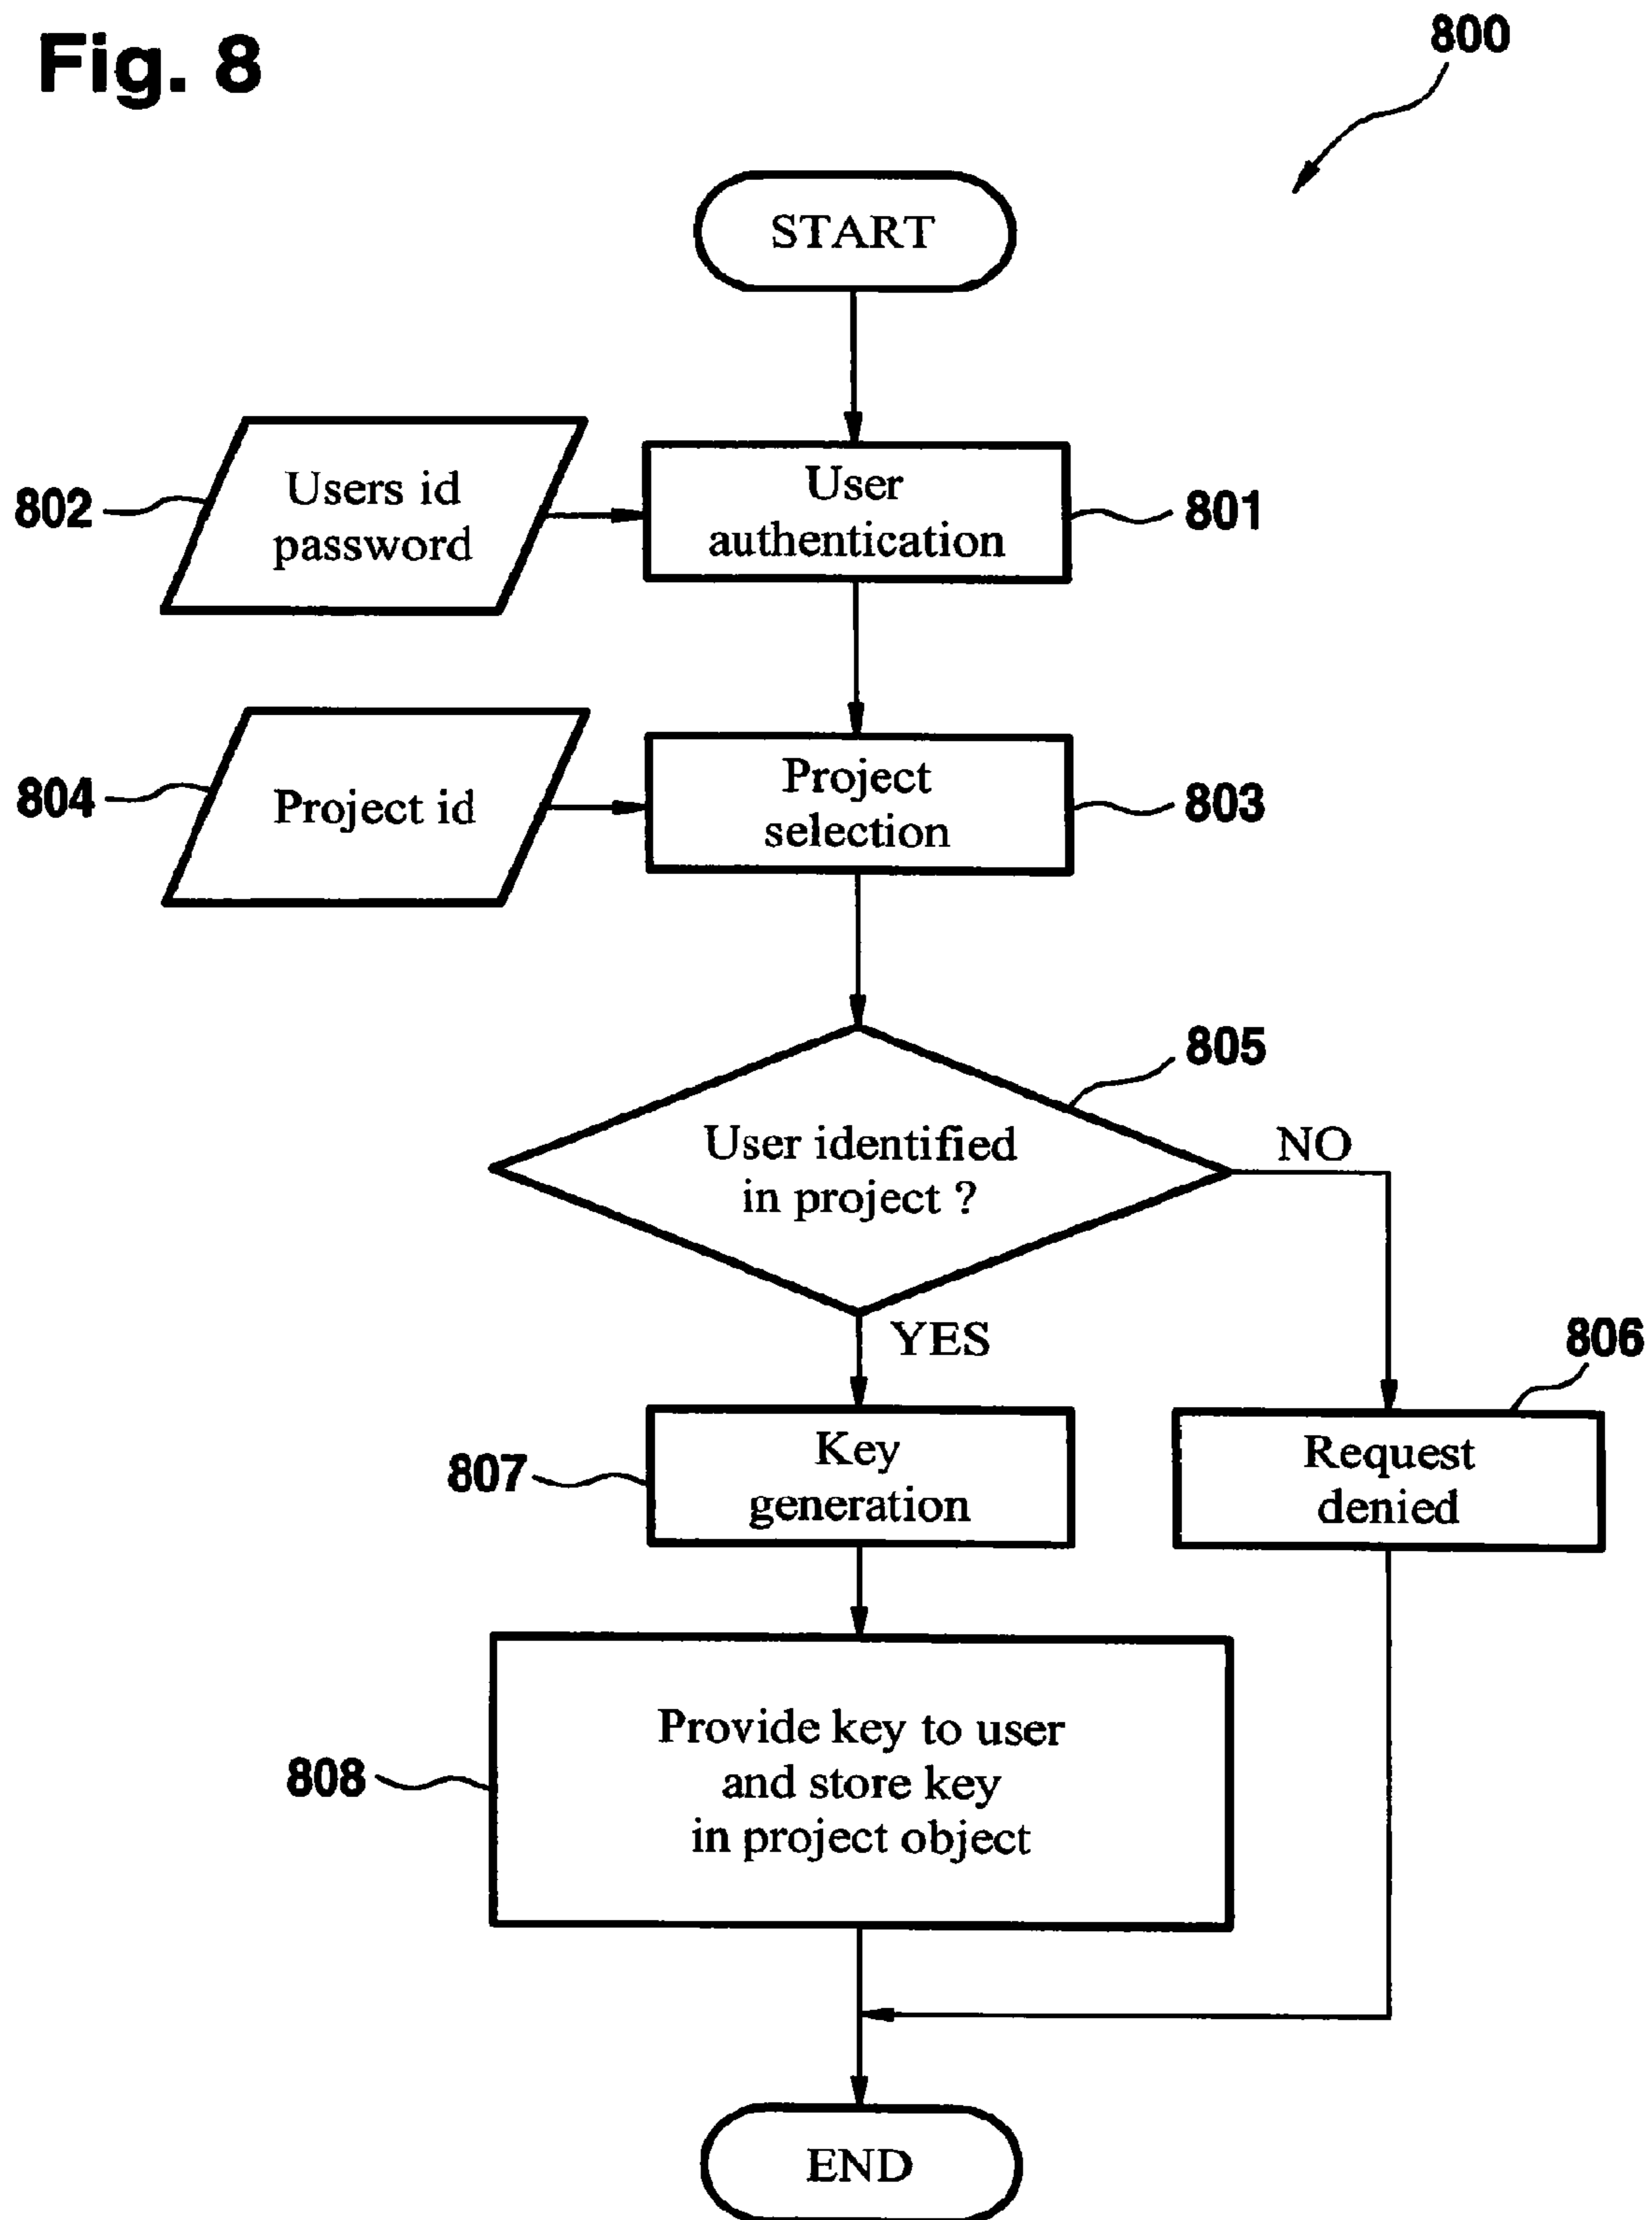 Fig. 8
800
START
Users id
password
802
User
authentication
801
Project id
804
Project
selection
803
805
User identified
in project ?
NO
YES
806
Key
generation
807
Request
denied
Provide key to user
and store key
in project object
808
END